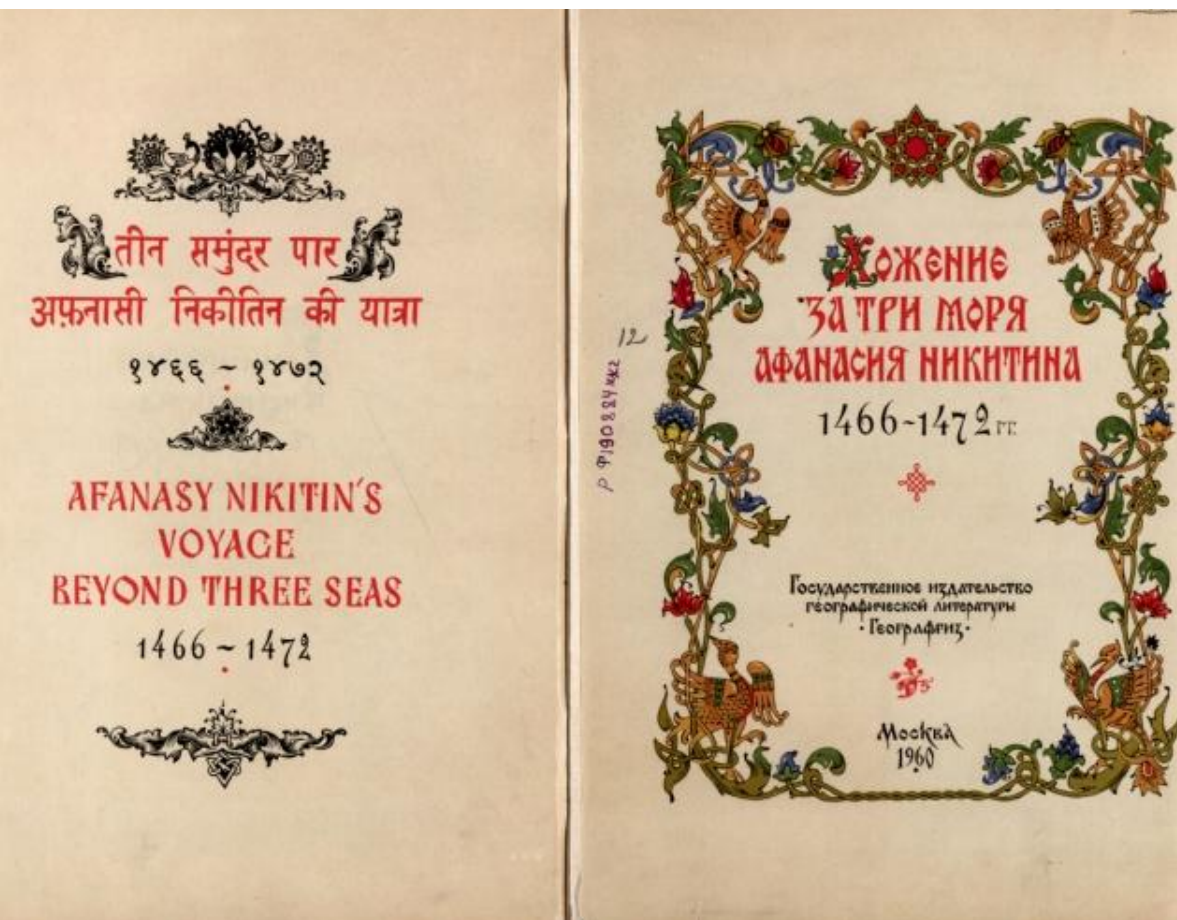 तीन समुंदर पार
अफ़नासी निकीतिन की यात्रा
१४६६ ~ १४७२
AFANASY NIKITIN'S
VOYAGE
BEYOND THREE SEAS
1466 ~ 1472
12
Хожение
за три моря
Афанасия Никитина
1466~1472 гг.
Государственное издательство
географической литературы
· Географгиз ·
Москва
1960